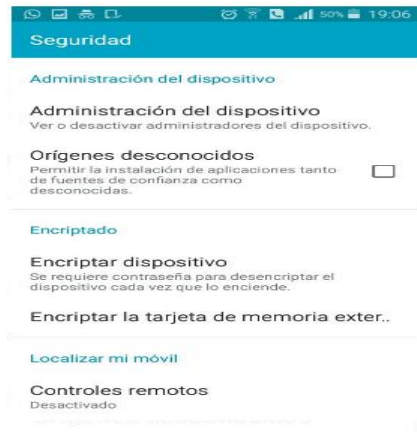 50% 19:06
Seguridad
Administración del dispositivo
Administración del dispositivo
Ver o desactivar administradores del dispositivo.
Orígenes desconocidos
Permitir la instalación de aplicaciones tanto
de fuentes de confianza como
desconocidas.
Encriptado
Encriptar dispositivo
Se requiere contraseña para desencriptar el
dispositivo cada vez que lo enciende.
Encriptar la tarjeta de memoria exter..
Localizar mi móvil
Controles remotos
Desactivado